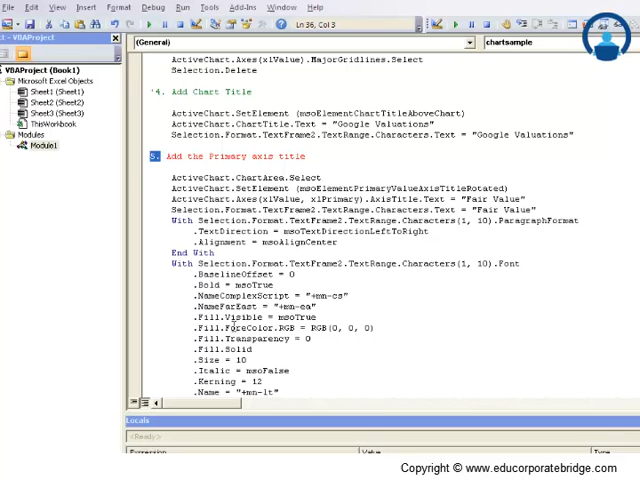 File Edit View Insert Format Debug Run Tools Add-Ins Window Help
Ln 36, Col 3
ct - VBAProject
(General) chartsample
VBAProject (Book1)
Microsoft Excel Objects
Sheet1 (Sheet1)
Sheet2 (Sheet2)
Sheet3 (Sheet3)
ThisWorkbook
Modules
Module1
ActiveChart.Axes(xlValue).MajorGridlines.Select
Selection.Delete
'4. Add Chart Title
ActiveChart.SetElement (msoElementChartTitleAboveChart)
ActiveChart.ChartTitle.Text = "Google Valuations"
Selection.Format.TextFrame2.TextRange.Characters.Text = "Google Valuations"
5. Add the Primary axis title
ActiveChart.ChartArea.Select
ActiveChart.SetElement (msoElementPrimaryValueAxisTitleRotated)
ActiveChart.Axes(xlValue, xlPrimary).AxisTitle.Text = "Fair Value"
Selection.Format.TextFrame2.TextRange.Characters.Text = "Fair Value"
With Selection.Format.TextFrame2.TextRange.Characters(1, 10).ParagraphFormat
.TextDirection = msoTextDirectionLeftToRight
.Alignment = msoAlignCenter
End With
With Selection.Format.TextFrame2.TextRange.Characters(1, 10).Font
.BaselineOffset = 0
.Bold = msoTrue
.NameComplexScript = "+mn-cs"
.NameFarEast = "+mn-ea"
.Fill.Visible = msoTrue
.Fill.ForeColor.RGB = RGB(0, 0, 0)
.Fill.Transparency = 0
.Fill.Solid
.Size = 10
.Italic = msoFalse
.Kerning = 12
.Name = "+mn-lt"
Locals
<Ready>
Expression Value Type
Copyright © www.educorporatebridge.com